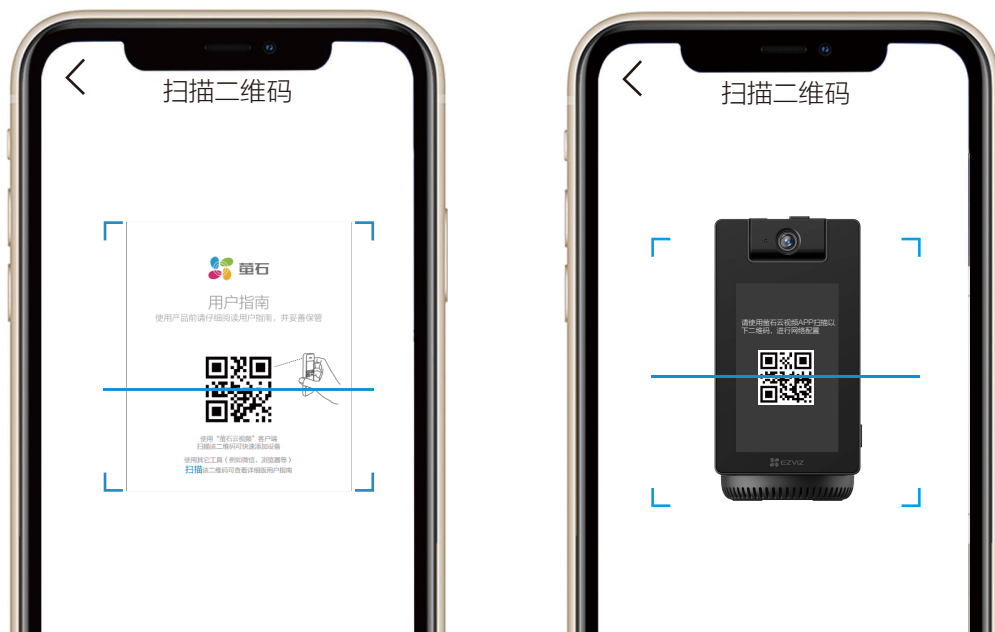 扫描二维码
萤石
用户指南
使用产品前请仔细阅读用户指南，并妥善保管
使用“萤石云视频”客户端
扫描该二维码可快速添加设备
使用其它工具（例如微信，浏览器等）
扫描该二维码可查看详细版用户指南
扫描二维码
请使用萤石云视频APP扫描以
下二维码，进行网络配置
EZVIZ